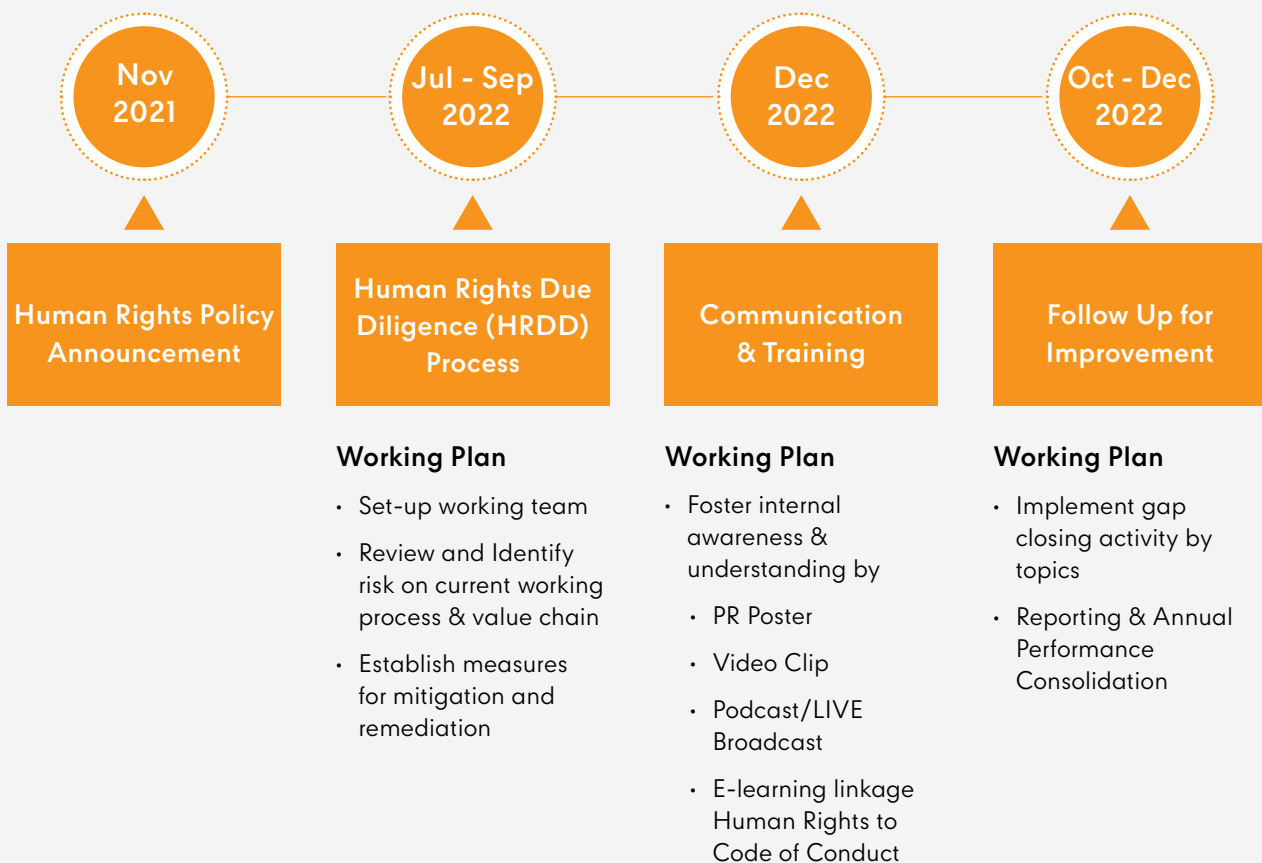 Nov
2021
Jul - Sep
2022
Dec
2022
Oct - Dec
2022
Human Rights Policy
Announcement
Human Rights Due
Diligence (HRDD)
Process
Communication
& Training
Follow Up for
Improvement
Working Plan
• Set-up working team
• Review and Identify
risk on current working
process & value chain
• Establish measures
for mitigation and
remediation
Working Plan
• Foster internal
awareness &
understanding by
• PR Poster
• Video Clip
• Podcast/LIVE
Broadcast
• E-learning linkage
Human Rights to
Code of Conduct
Working Plan
• Implement gap
closing activity by
topics
• Reporting & Annual
Performance
Consolidation